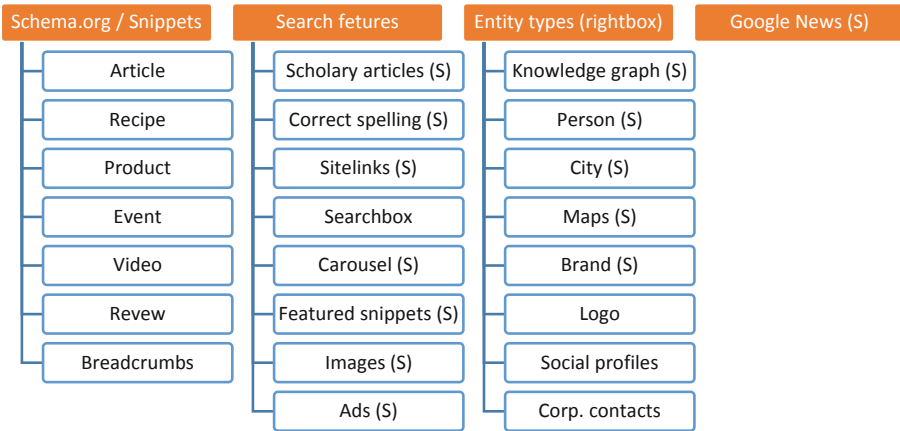 Schema.org / Snippets
Article
Recipe
Product
Event
Video
Revew
Breadcrumbs
Search fetures
Scholary articles (S)
Correct spelling (S)
Sitelinks (S)
Searchbox
Carousel (S)
Featured snippets (S)
Images (S)
Ads (S)
Entity types (rightbox)
Knowledge graph (S)
Person (S)
City (S)
Maps (S)
Brand (S)
Logo
Social profiles
Corp. contacts
Google News (S)